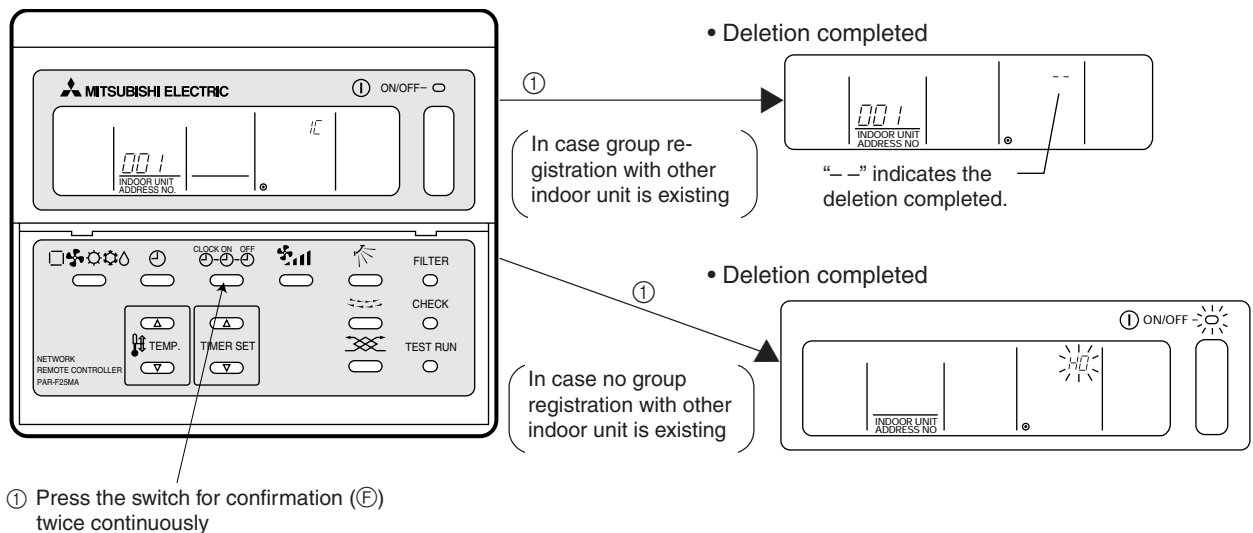 MITSUBISHI ELECTRIC
ON/OFF
IC
001
INDOOR UNIT
ADDRESS NO.
CLOCK ON OFF
FILTER
CHECK
TEMP.
TIMER SET
TEST RUN
NETWORK
REMOTE CONTROLLER
PAR-F25MA
① Press the switch for confirmation (Ⓕ)
twice continuously
①
In case group re-
gistration with other
indoor unit is existing
• Deletion completed
– –
001
INDOOR UNIT
ADDRESS NO
“– –” indicates the
deletion completed.
①
In case no group
registration with other
indoor unit is existing
• Deletion completed
ON/OFF
H0
INDOOR UNIT
ADDRESS NO